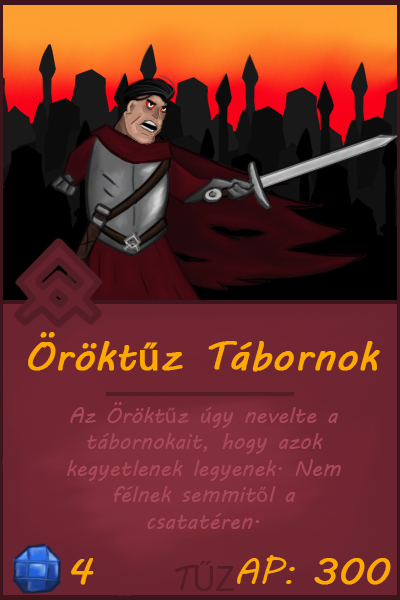 Öröktűz Tábornok
Az Öröktűz úgy nevelte a
tábornokait, hogy azok
kegyetlenek legyenek. Nem
félnek semmitől a
csatatéren.
4 TŰZ AP: 300